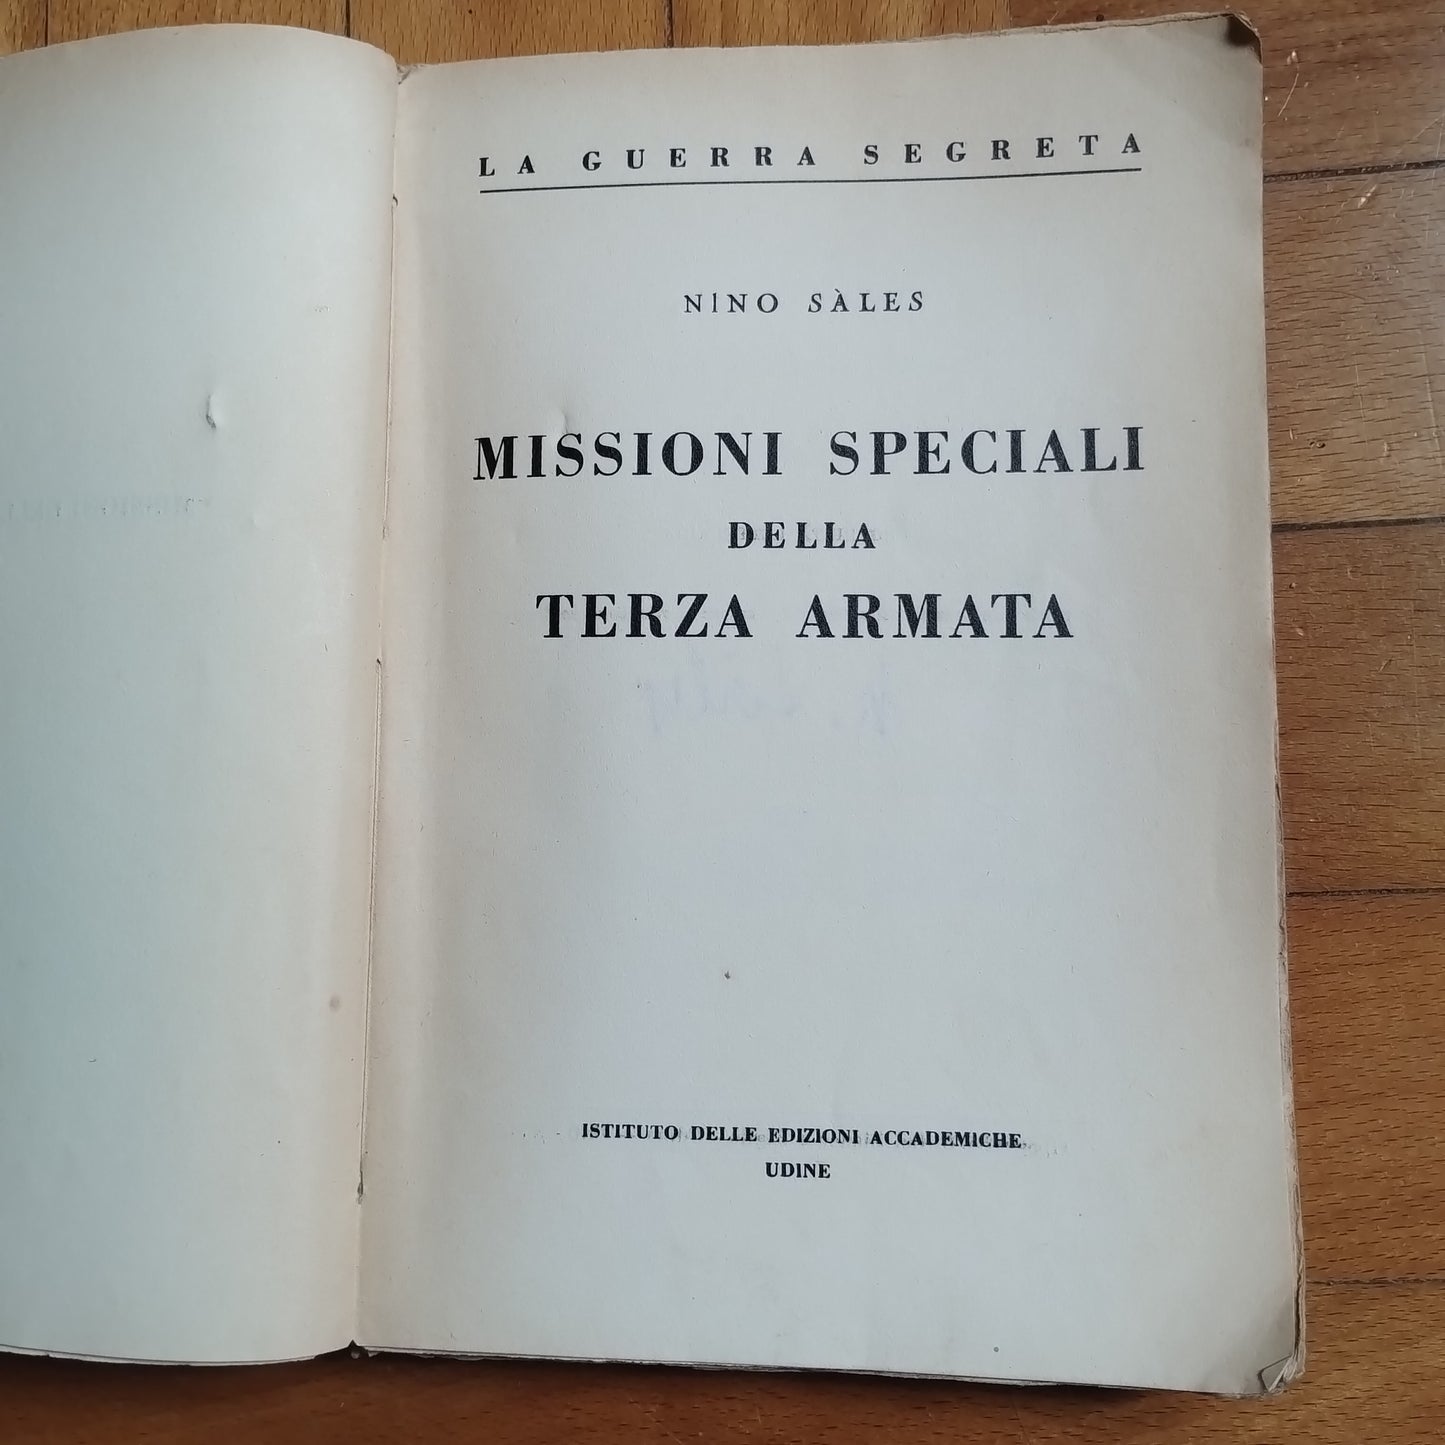 LA GUERRA SEGRETA
NINO SÀLES
MISSIONI SPECIALI
DELLA
TERZA ARMATA
ISTITUTO DELLE EDIZIONI ACCADEMICHE
UDINE